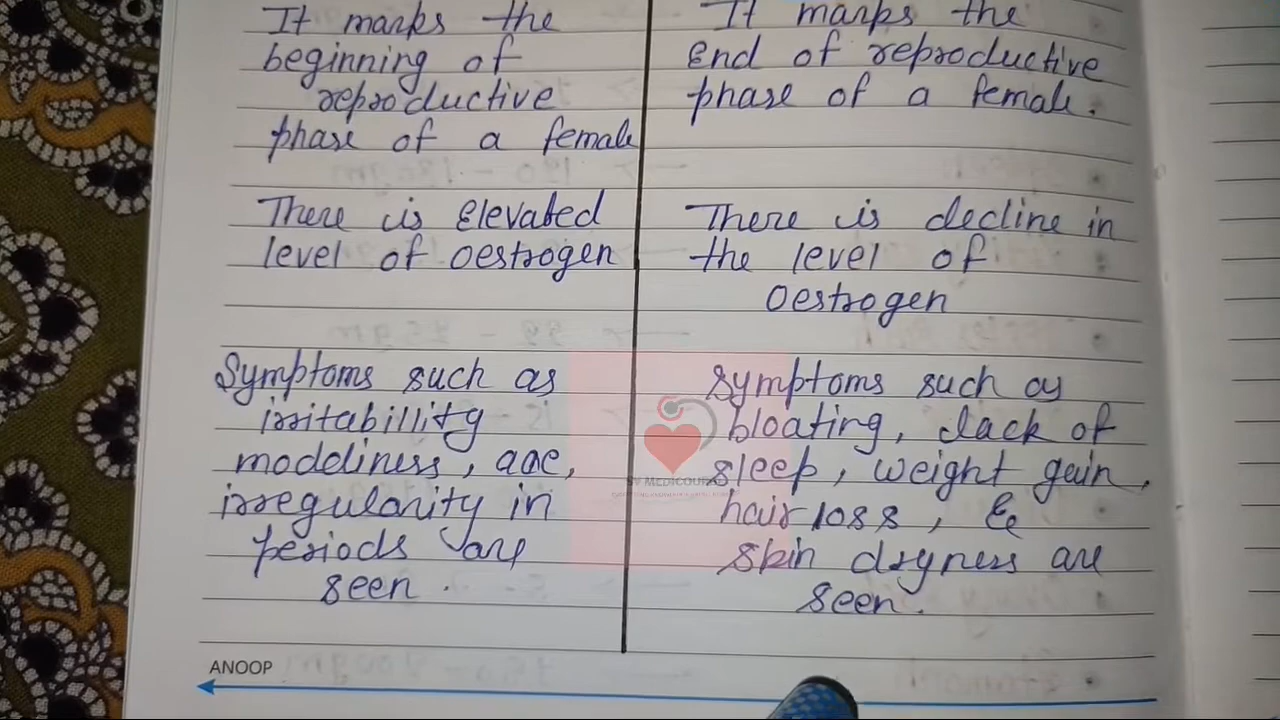 It marks the
beginning of
reproductive
phase of a female
There is Elevated
level of oestrogen
Symptoms such as
irritabillity
moddiness, ace,
irregularity in
periods are
seen.
It marks the
End of reproductive
phase of a female.
There is decline in
the level of
Oestrogen
symptoms such as
bloating, lack of
sleep, weight gain,
hair loss, &
skin dryness are
seen.
ANOOP